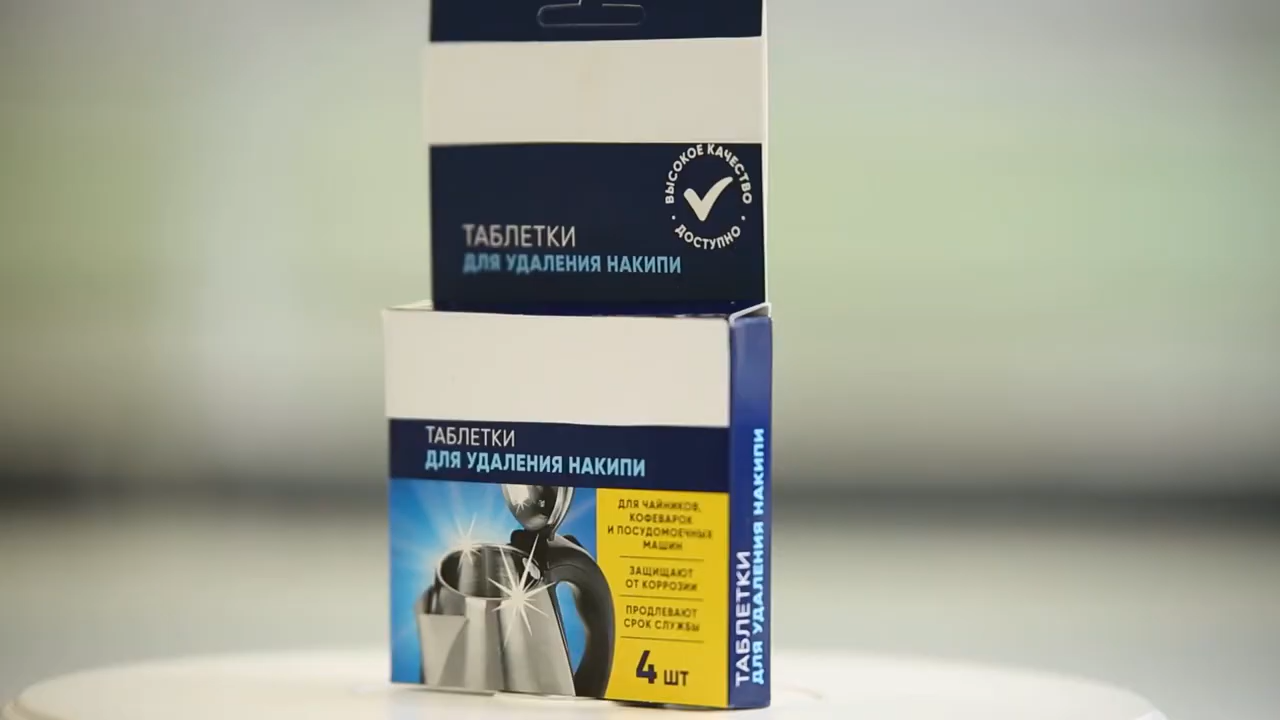 ВЫСОКОЕ КАЧЕСТВО
• ДОСТУПНО •
ТАБЛЕТКИ
ДЛЯ УДАЛЕНИЯ НАКИПИ
ТАБЛЕТКИ
ДЛЯ УДАЛЕНИЯ НАКИПИ
ДЛЯ ЧАЙНИКОВ,
КОФЕВАРОК
И ПОСУДОМОЕЧНЫХ
МАШИН
ЗАЩИЩАЮТ
ОТ КОРРОЗИИ
ПРОДЛЕВАЮТ
СРОК СЛУЖБЫ
4 ШТ
ТАБЛЕТКИ
ДЛЯ УДАЛЕНИЯ НАКИПИ